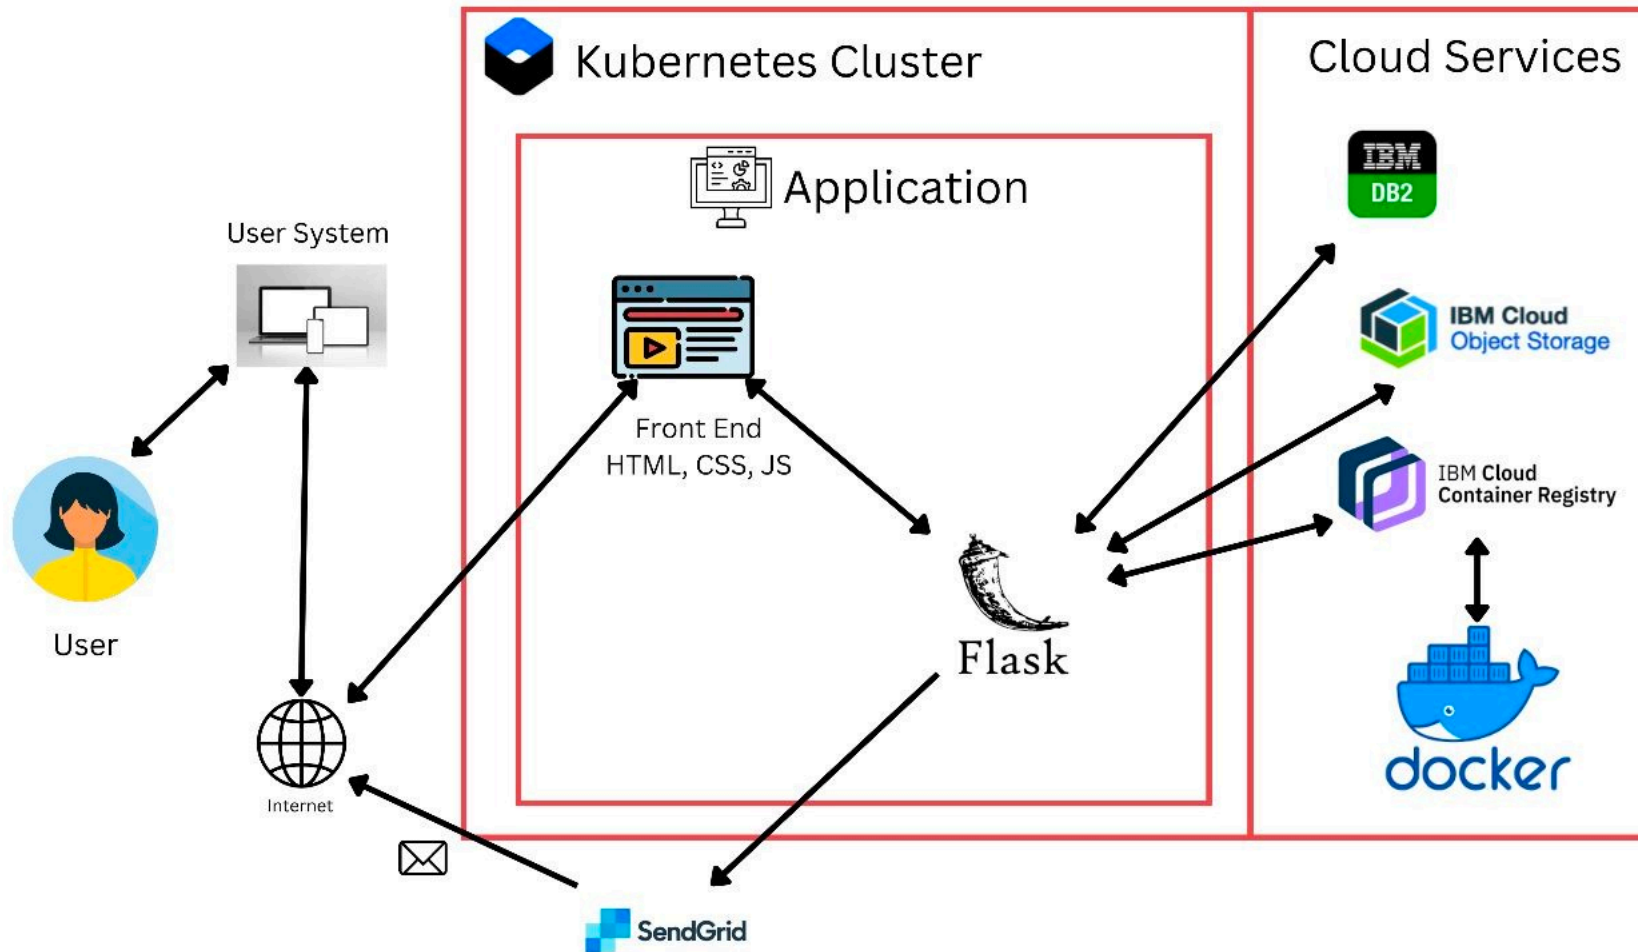 Kubernetes Cluster
Cloud Services
Application
IBM
DB2
User System
IBM Cloud
Object Storage
Front End
HTML, CSS, JS
IBM Cloud
Container Registry
User
Flask
docker
Internet
SendGrid